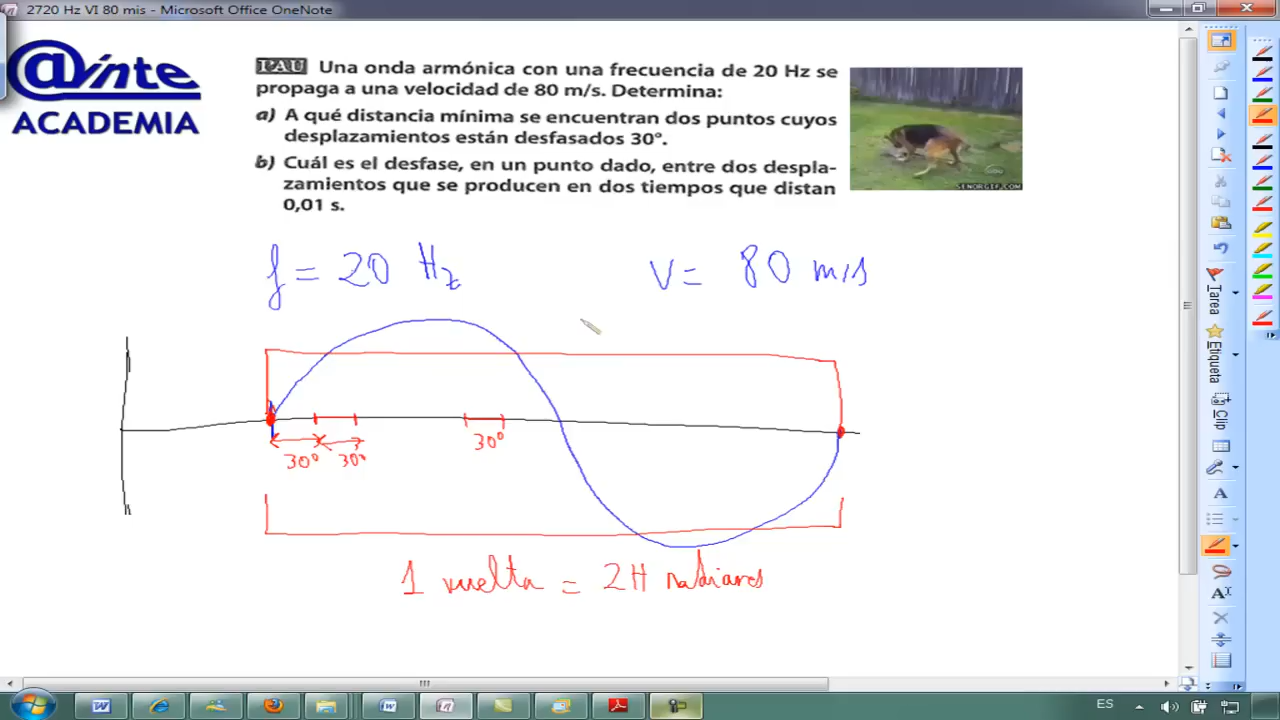 2720 Hz VI 80 mis - Microsoft Office OneNote
@inte
ACADEMIA
PAU Una onda armónica con una frecuencia de 20 Hz se
propaga a una velocidad de 80 m/s. Determina:
a) A qué distancia mínima se encuentran dos puntos cuyos
desplazamientos están desfasados 30°.
b) Cuál es el desfase, en un punto dado, entre dos despla-
zamientos que se producen en dos tiempos que distan
0,01 s.
SENORGIF.COM
f = 20 Hz
v = 80 m/s
30°
30°
30°
1 vuelta = 2π radianes
Tarea
Etiqueta
Clip
ES